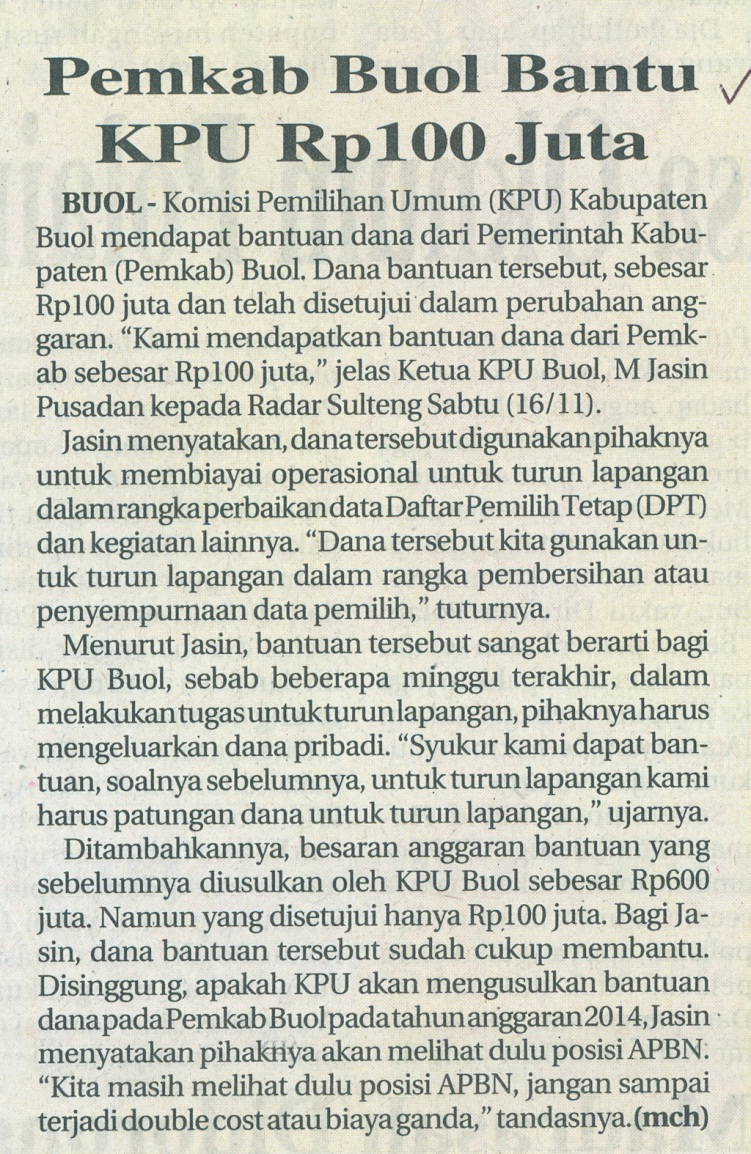 Pemkab Buol Bantu
KPU Rp100 Juta
BUOL - Komisi Pemilihan Umum (KPU) Kabupaten
Buol mendapat bantuan dana dari Pemerintah Kabu-
paten (Pemkab) Buol. Dana bantuan tersebut, sebesar
Rp100 juta dan telah disetujui dalam perubahan ang-
garan. “Kami mendapatkan bantuan dana dari Pemk-
ab sebesar Rp100 juta,” jelas Ketua KPU Buol, M Jasin
Pusadan kepada Radar Sulteng Sabtu (16/11).
Jasin menyatakan, dana tersebut digunakan pihaknya
untuk membiayai operasional untuk turun lapangan
dalam rangka perbaikan data Daftar Pemilih Tetap (DPT)
dan kegiatan lainnya. “Dana tersebut kita gunakan un-
tuk turun lapangan dalam rangka pembersihan atau
penyempurnaan data pemilih,” tuturnya.
Menurut Jasin, bantuan tersebut sangat berarti bagi
KPU Buol, sebab beberapa minggu terakhir, dalam
melakukan tugas untuk turun lapangan, pihaknya harus
mengeluarkan dana pribadi. “Syukur kami dapat ban-
tuan, soalnya sebelumnya, untuk turun lapangan kami
harus patungan dana untuk turun lapangan,” ujarnya.
Ditambahkannya, besaran anggaran bantuan yang
sebelumnya diusulkan oleh KPU Buol sebesar Rp600
juta. Namun yang disetujui hanya Rp100 juta. Bagi Ja-
sin, dana bantuan tersebut sudah cukup membantu.
Disinggung, apakah KPU akan mengusulkan bantuan
dana pada Pemkab Buol pada tahun anggaran 2014, Jasin
menyatakan pihaknya akan melihat dulu posisi APBN.
“Kita masih melihat dulu posisi APBN, jangan sampai
terjadi double cost atau biaya ganda,” tandasnya.(mch)